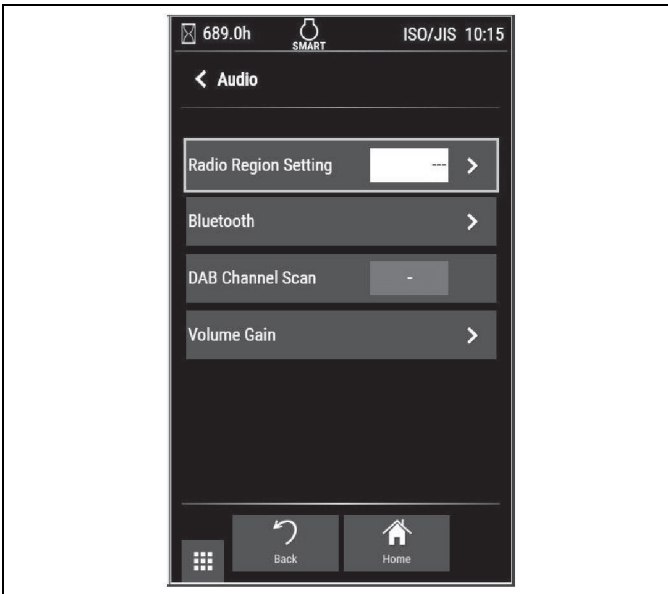 689.0h SMART ISO/JIS 10:15
Audio
Radio Region Setting ---
Bluetooth
DAB Channel Scan -
Volume Gain
Back Home